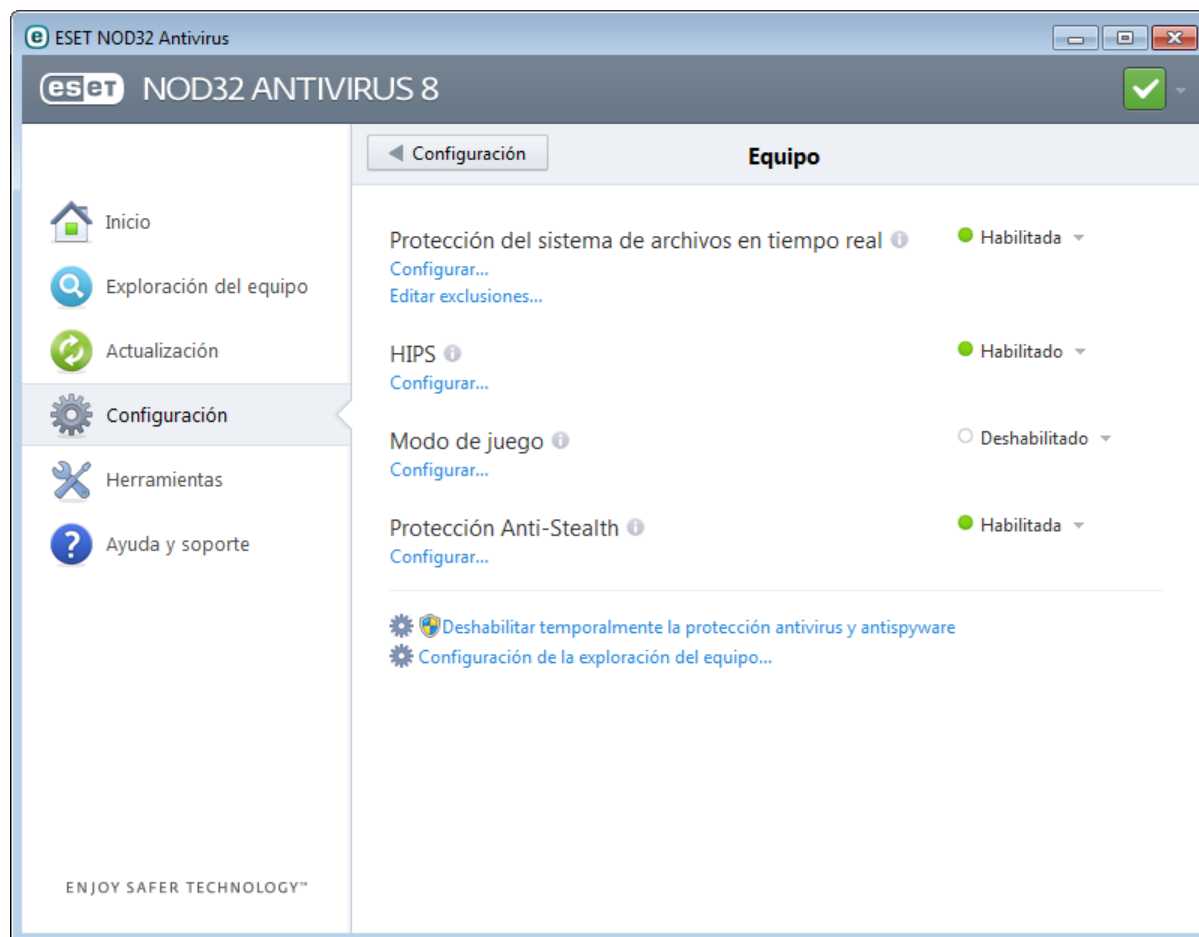 ESET NOD32 Antivirus
eset NOD32 ANTIVIRUS 8
Configuración
Equipo
Inicio
Exploración del equipo
Actualización
Configuración
Herramientas
Ayuda y soporte
Protección del sistema de archivos en tiempo real
Habilitada
Configurar...
Editar exclusiones...
HIPS
Habilitado
Configurar...
Modo de juego
Deshabilitado
Configurar...
Protección Anti-Stealth
Habilitada
Configurar...
Deshabilitar temporalmente la protección antivirus y antispyware
Configuración de la exploración del equipo...
ENJOY SAFER TECHNOLOGY™